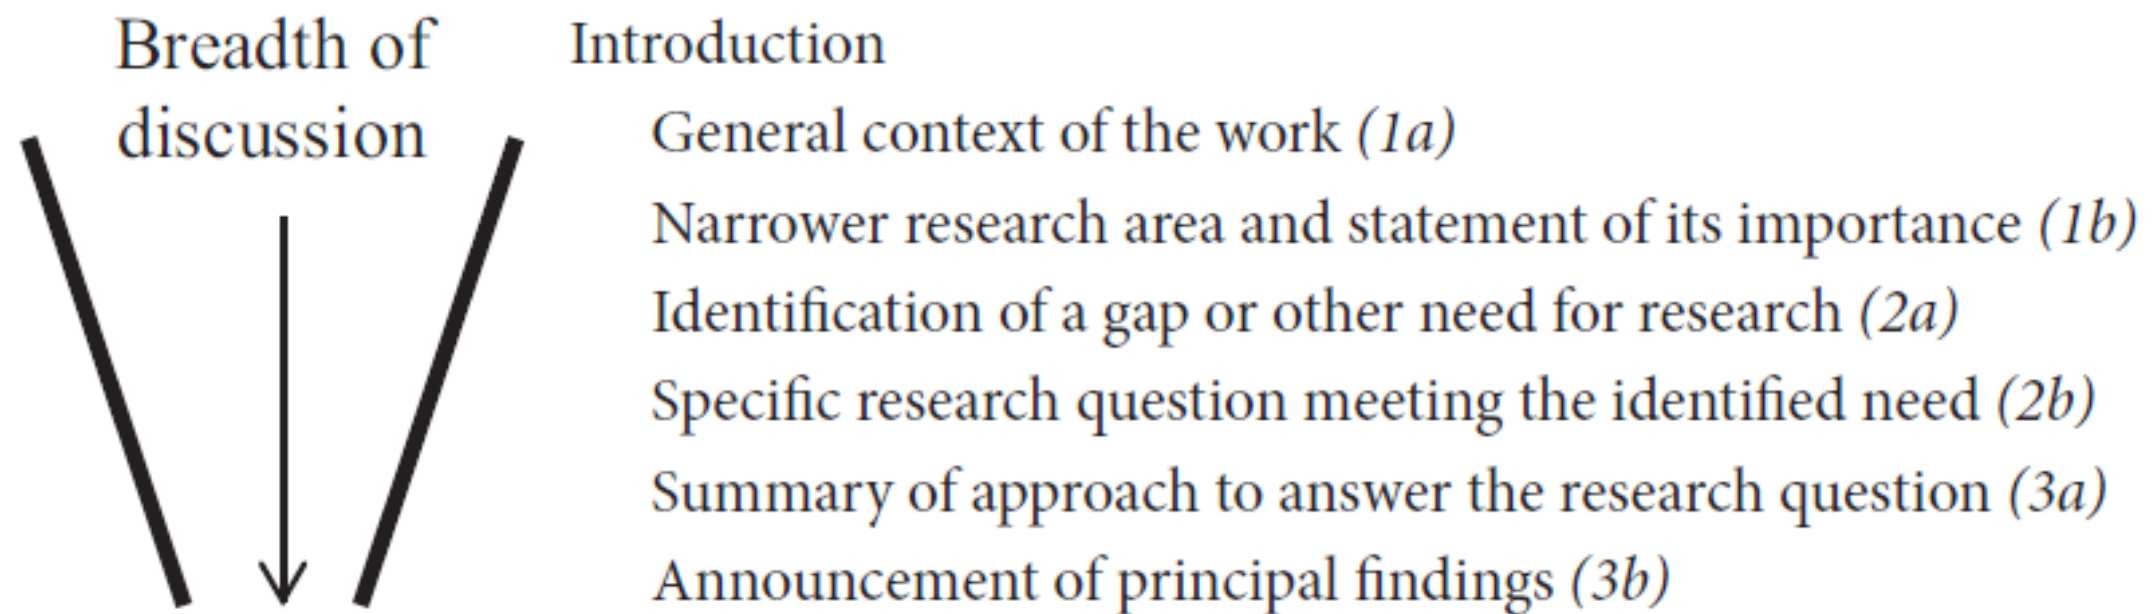 Breadth of
discussion
Introduction
General context of the work (1a)
Narrower research area and statement of its importance (1b)
Identification of a gap or other need for research (2a)
Specific research question meeting the identified need (2b)
Summary of approach to answer the research question (3a)
Announcement of principal findings (3b)